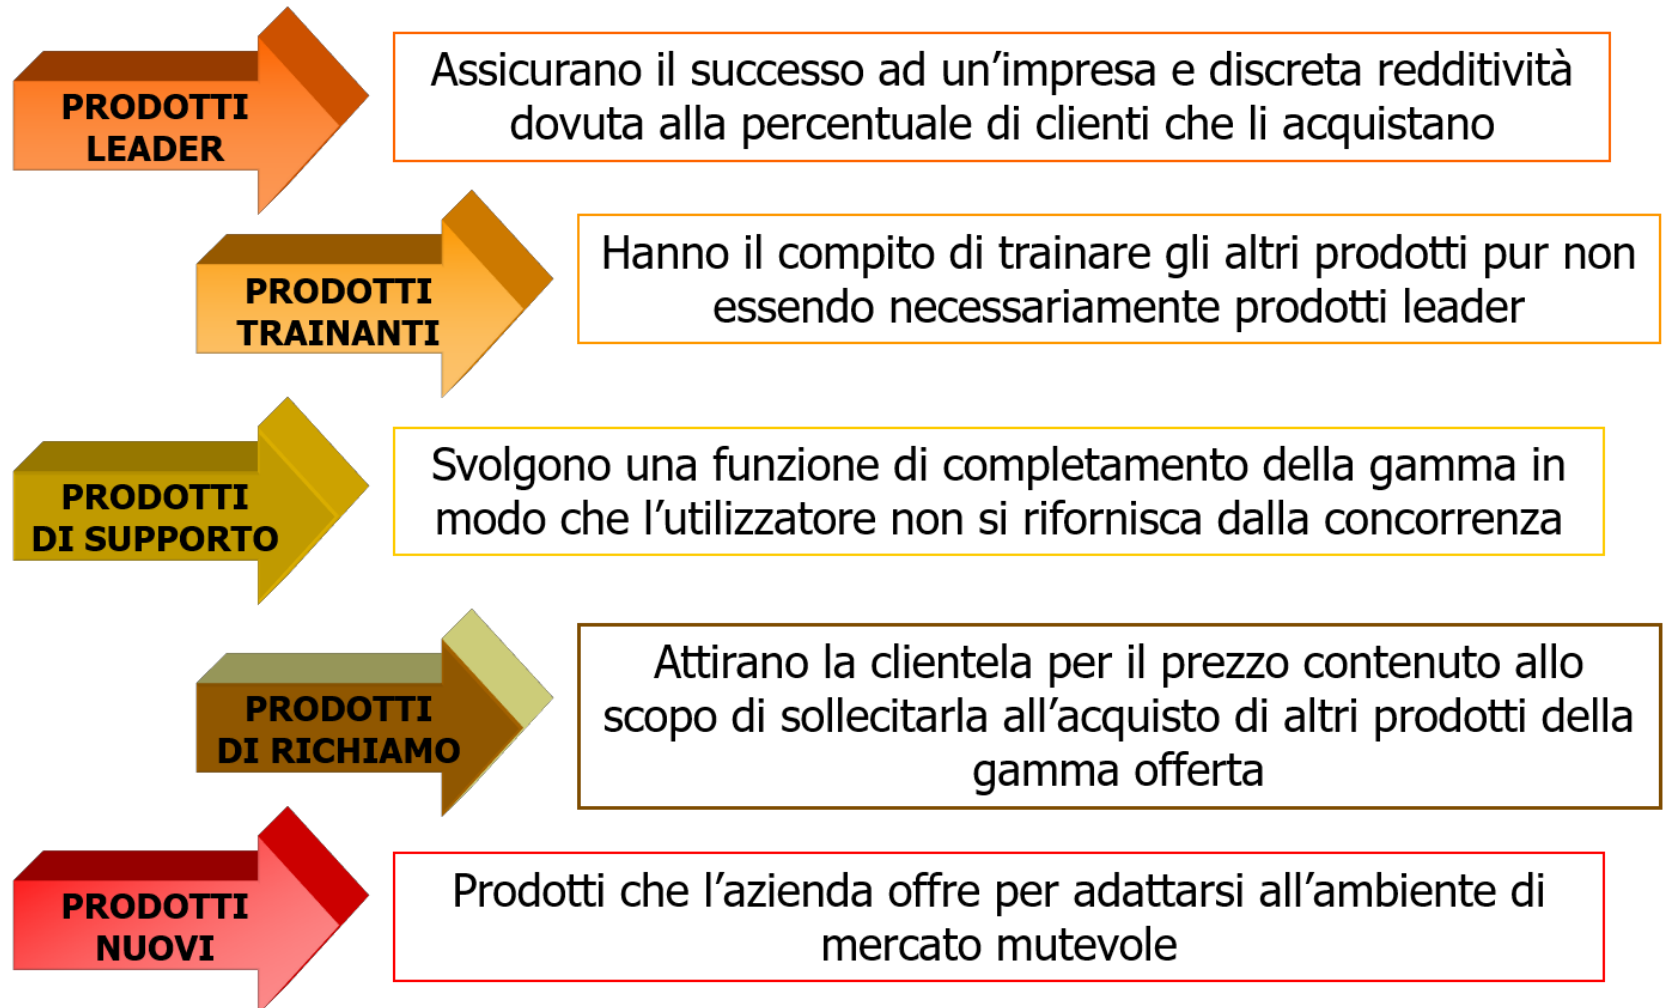 PRODOTTI
LEADER
Assicurano il successo ad un’impresa e discreta redditività
dovuta alla percentuale di clienti che li acquistano
PRODOTTI
TRAINANTI
Hanno il compito di trainare gli altri prodotti pur non
essendo necessariamente prodotti leader
PRODOTTI
DI SUPPORTO
Svolgono una funzione di completamento della gamma in
modo che l’utilizzatore non si rifornisca dalla concorrenza
PRODOTTI
DI RICHIAMO
Attirano la clientela per il prezzo contenuto allo
scopo di sollecitarla all’acquisto di altri prodotti della
gamma offerta
PRODOTTI
NUOVI
Prodotti che l’azienda offre per adattarsi all’ambiente di
mercato mutevole